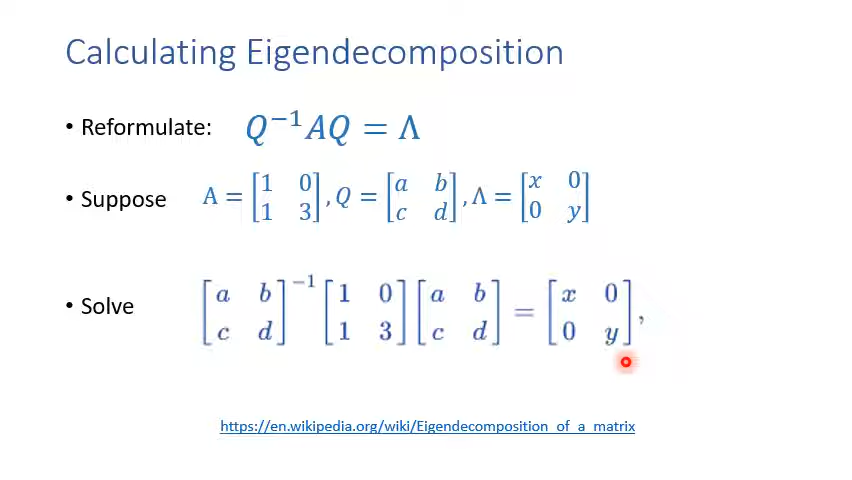 Calculating Eigendecomposition
• Reformulate: Q⁻¹AQ = Λ
• Suppose A = [1 0; 1 3], Q = [a b; c d], Λ = [x 0; 0 y]
• Solve [a b; c d]⁻¹ [1 0; 1 3] [a b; c d] = [x 0; 0 y],
https://en.wikipedia.org/wiki/Eigendecomposition_of_a_matrix